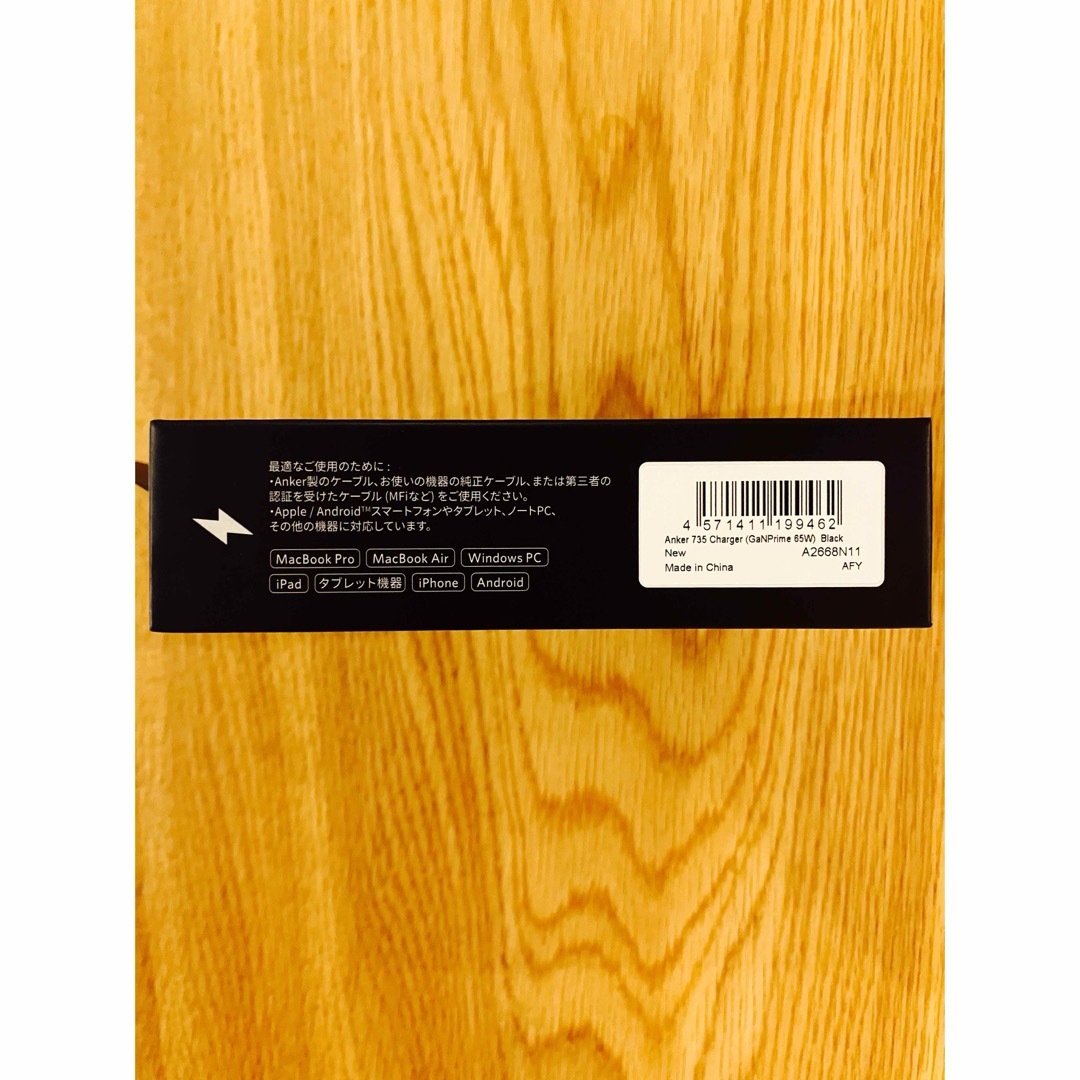 最適なご使用のために：
・Anker製のケーブル、お使いの機器の純正ケーブル、または第三者の
認証を受けたケーブル (MFiなど) をご使用ください。
・Apple / Android™スマートフォンやタブレット、ノートPC、
その他の機器に対応しています。
MacBook Pro MacBook Air Windows PC
iPad タブレット機器 iPhone Android
4 571411 199462
Anker 735 Charger (GaNPrime 65W) Black
New A2668N11
Made in China AFY